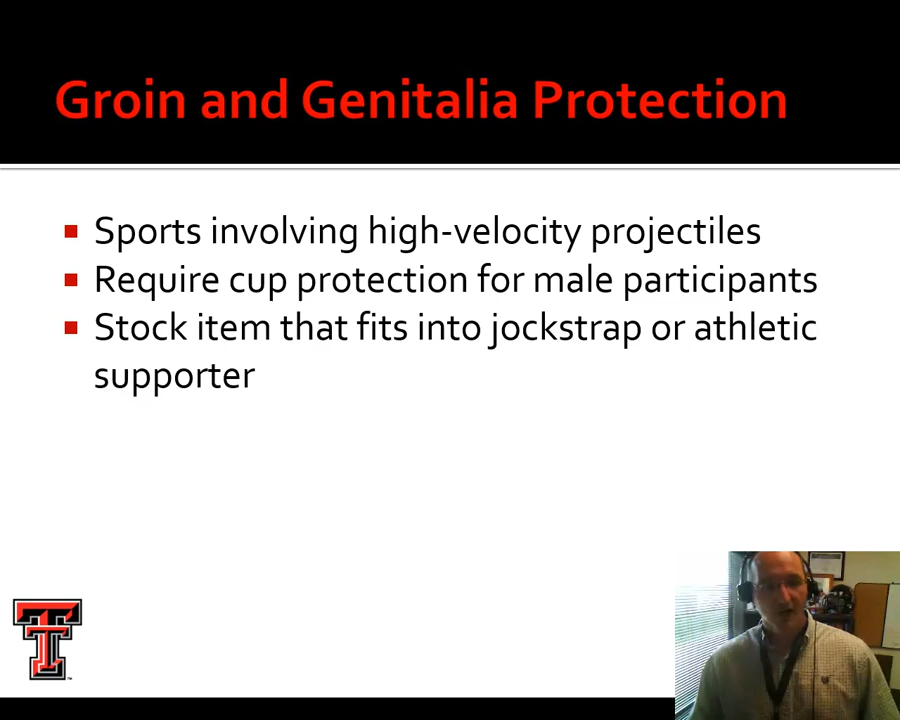 Groin and Genitalia Protection
Sports involving high-velocity projectiles
Require cup protection for male participants
Stock item that fits into jockstrap or athletic
supporter